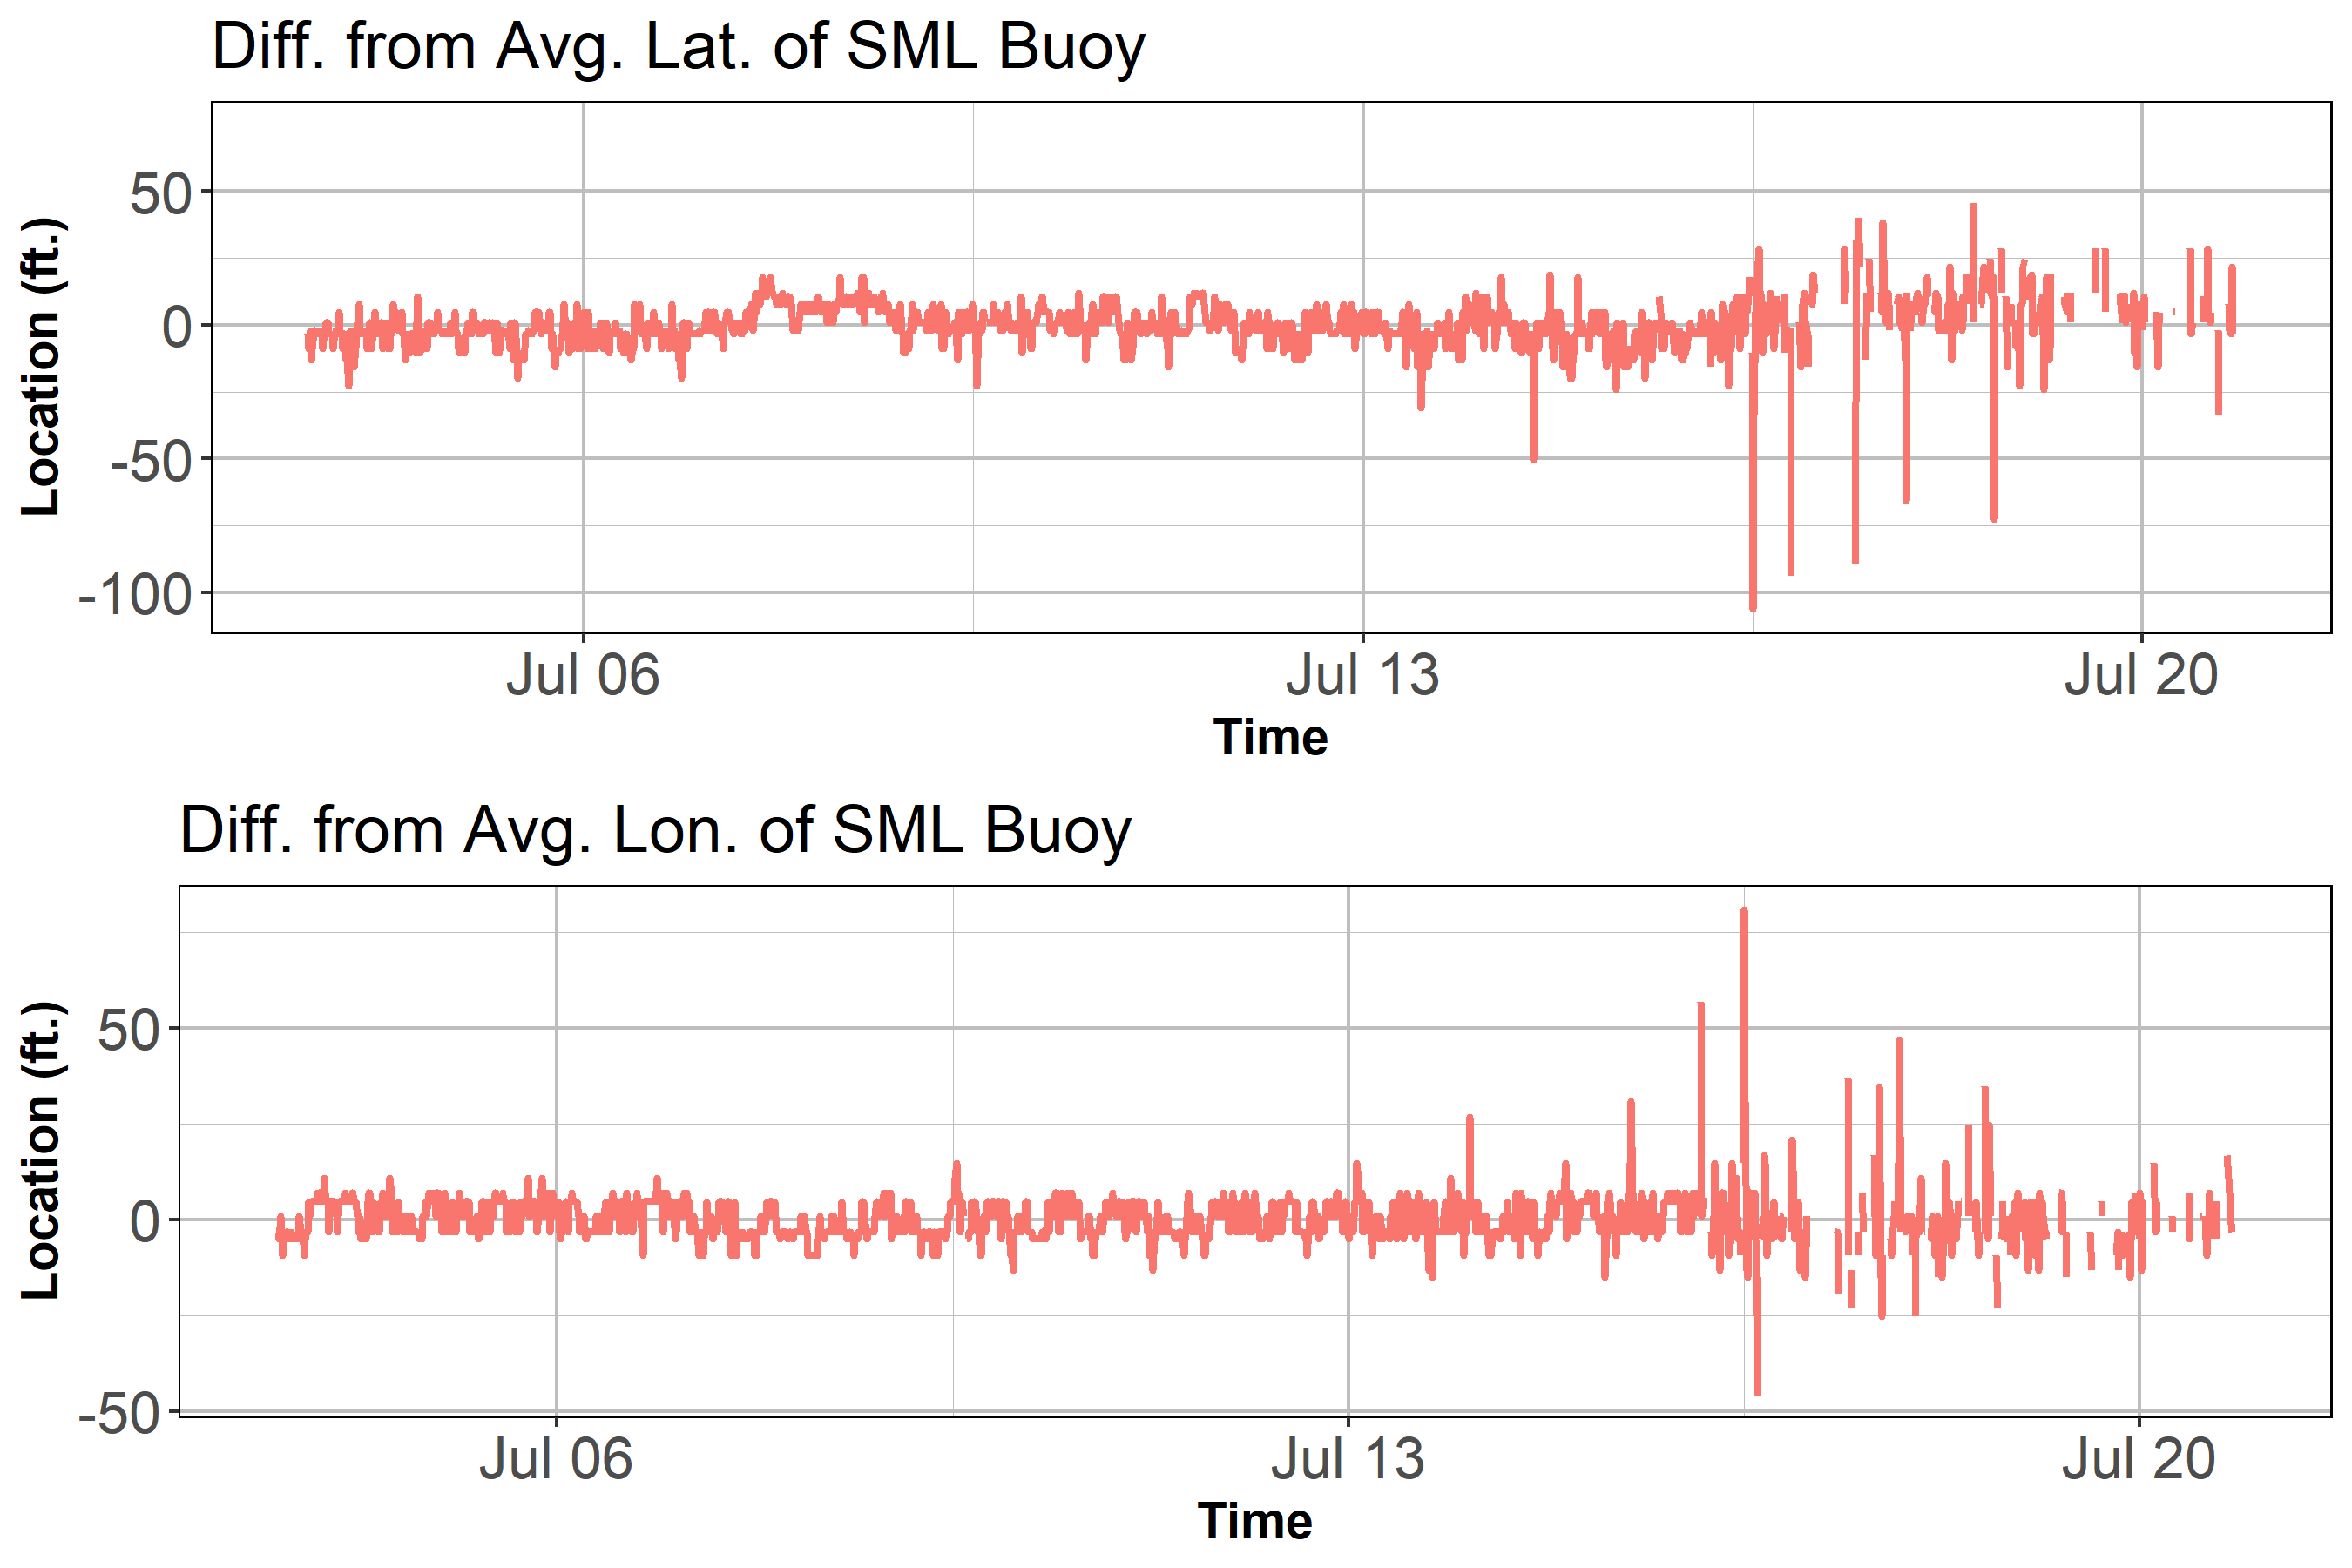 Diff. from Avg. Lat. of SML Buoy
Location (ft.)
50
0
-50
-100
Jul 06 Jul 13 Jul 20
Time
Diff. from Avg. Lon. of SML Buoy
Location (ft.)
50
0
-50
Jul 06 Jul 13 Jul 20
Time